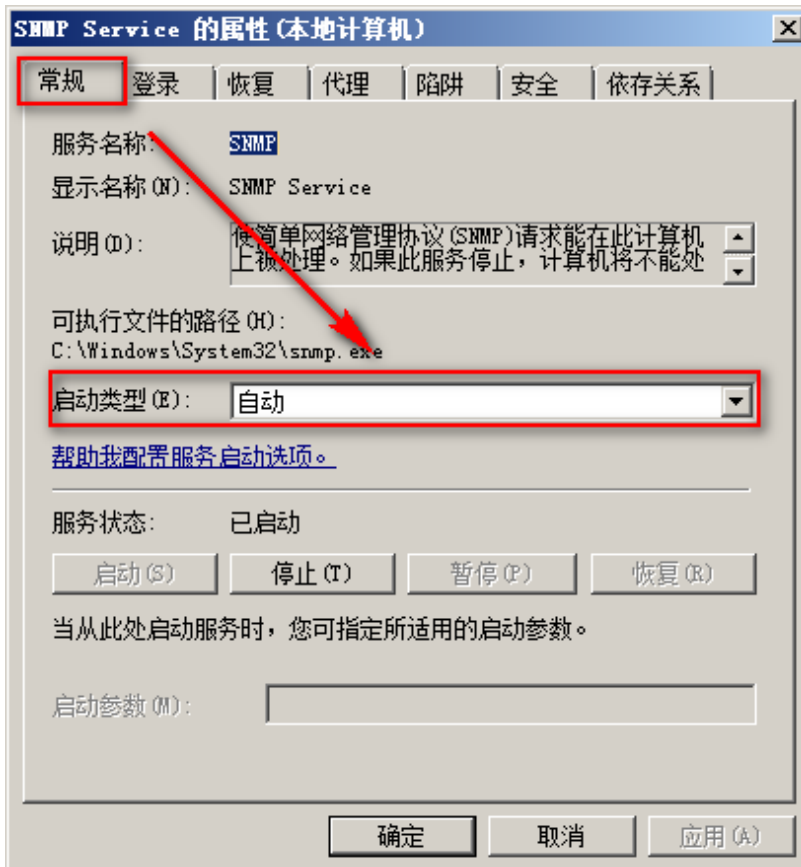 SNMP Service 的属性(本地计算机)
常规 登录 恢复 代理 陷阱 安全 依存关系
服务名称: SNMP
显示名称(N): SNMP Service
说明(D): 使简单网络管理协议(SNMP)请求能在此计算机
上被处理。如果此服务停止，计算机将不能处
可执行文件的路径(H):
C:\Windows\System32\snmp.exe
启动类型(E): 自动
帮助我配置服务启动选项。
服务状态: 已启动
启动(S) 停止(T) 暂停(P) 恢复(R)
当从此处启动服务时，您可指定所适用的启动参数。
启动参数(M):
确定 取消 应用(A)